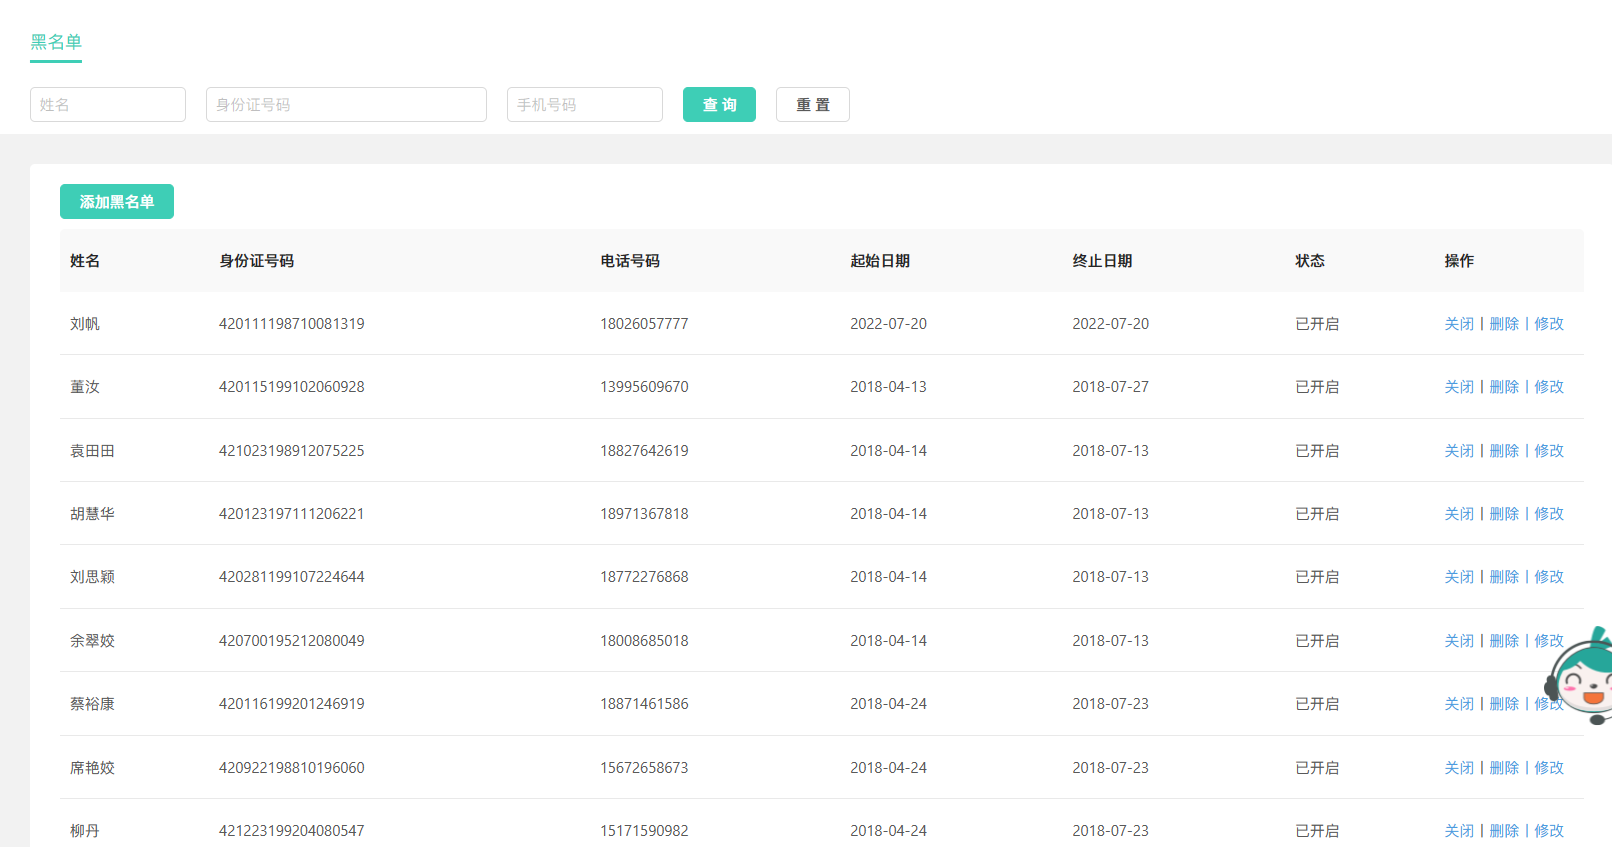 黑名单
姓名 身份证号码 手机号码 查 询 重 置
添加黑名单
姓名 身份证号码 电话号码 起始日期 终止日期 状态 操作
刘帆 420111198710081319 18026057777 2022-07-20 2022-07-20 已开启 关闭 | 删除 | 修改
董汝 420115199102060928 13995609670 2018-04-13 2018-07-27 已开启 关闭 | 删除 | 修改
袁田田 421023198912075225 18827642619 2018-04-14 2018-07-13 已开启 关闭 | 删除 | 修改
胡慧华 420123197111206221 18971367818 2018-04-14 2018-07-13 已开启 关闭 | 删除 | 修改
刘思颖 420281199107224644 18772276868 2018-04-14 2018-07-13 已开启 关闭 | 删除 | 修改
余翠姣 420700195212080049 18008685018 2018-04-14 2018-07-13 已开启 关闭 | 删除 | 修改
蔡裕康 420116199201246919 18871461586 2018-04-24 2018-07-23 已开启 关闭 | 删除 | 修改
席艳姣 420922198810196060 15672658673 2018-04-24 2018-07-23 已开启 关闭 | 删除 | 修改
柳丹 421223199204080547 15171590982 2018-04-24 2018-07-23 已开启 关闭 | 删除 | 修改